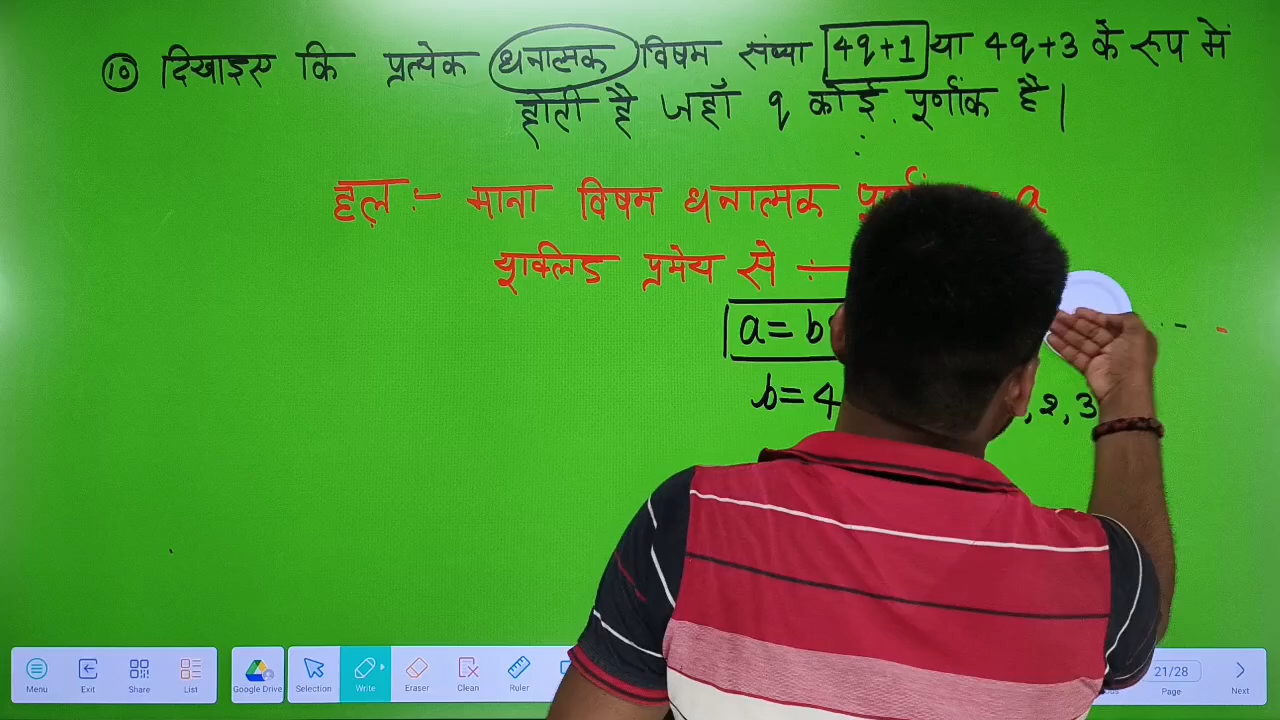 10 दिखाइए कि प्रत्येक धनात्मक विषम संख्या 4q+1 या 4q+3 के रूप में
होती है जहाँ q कोई पूर्णांक है।
हल :- माना विषम धनात्मक a
यूक्लिड प्रमेय से :-
a=b
b=4 , 2, 3
Menu Exit Share List Google Drive Selection Write Eraser Clean Ruler 21/28 Page Next